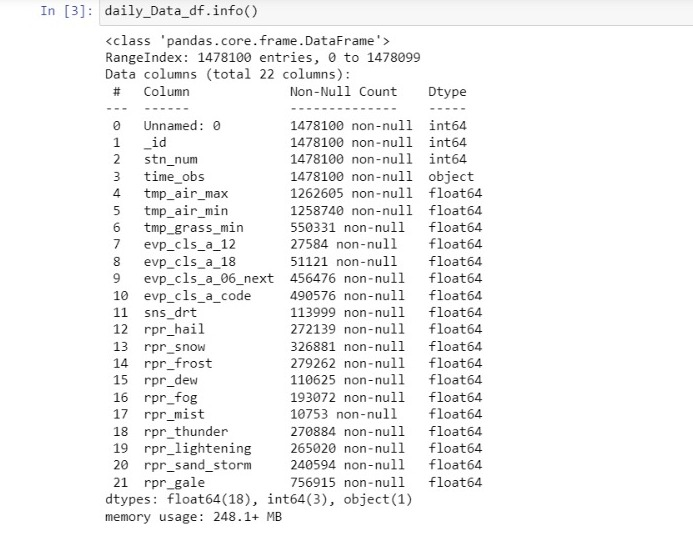 In [3]: daily_Data_df.info()
<class 'pandas.core.frame.DataFrame'>
RangeIndex: 1478100 entries, 0 to 1478099
Data columns (total 22 columns):
 #   Column             Non-Null Count    Dtype
---  ------             --------------    -----
 0   Unnamed: 0         1478100 non-null  int64
 1   _id                1478100 non-null  int64
 2   stn_num            1478100 non-null  int64
 3   time_obs           1478100 non-null  object
 4   tmp_air_max        1262605 non-null  float64
 5   tmp_air_min        1258740 non-null  float64
 6   tmp_grass_min      550331 non-null   float64
 7   evp_cls_a_12       27584 non-null    float64
 8   evp_cls_a_18       51121 non-null    float64
 9   evp_cls_a_06_next  456476 non-null   float64
 10  evp_cls_a_code     490576 non-null   float64
 11  sns_drt            113999 non-null   float64
 12  rpr_hail           272139 non-null   float64
 13  rpr_snow           326881 non-null   float64
 14  rpr_frost          279262 non-null   float64
 15  rpr_dew            110625 non-null   float64
 16  rpr_fog            193072 non-null   float64
 17  rpr_mist           10753 non-null    float64
 18  rpr_thunder        270884 non-null   float64
 19  rpr_lightening     265020 non-null   float64
 20  rpr_sand_storm     240594 non-null   float64
 21  rpr_gale           756915 non-null   float64
dtypes: float64(18), int64(3), object(1)
memory usage: 248.1+ MB